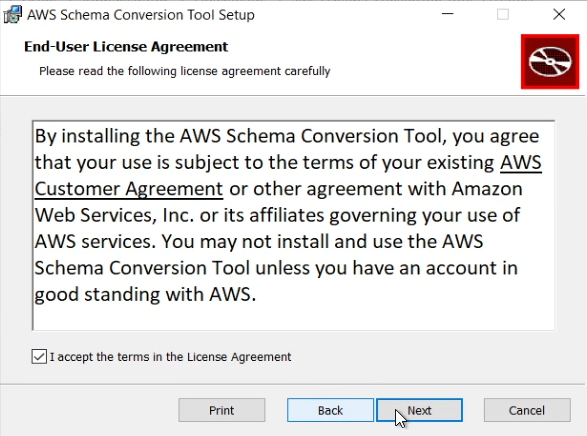 AWS Schema Conversion Tool Setup
End-User License Agreement
Please read the following license agreement carefully
By installing the AWS Schema Conversion Tool, you agree
that your use is subject to the terms of your existing AWS
Customer Agreement or other agreement with Amazon
Web Services, Inc. or its affiliates governing your use of
AWS services. You may not install and use the AWS
Schema Conversion Tool unless you have an account in
good standing with AWS.
I accept the terms in the License Agreement
Print Back Next Cancel